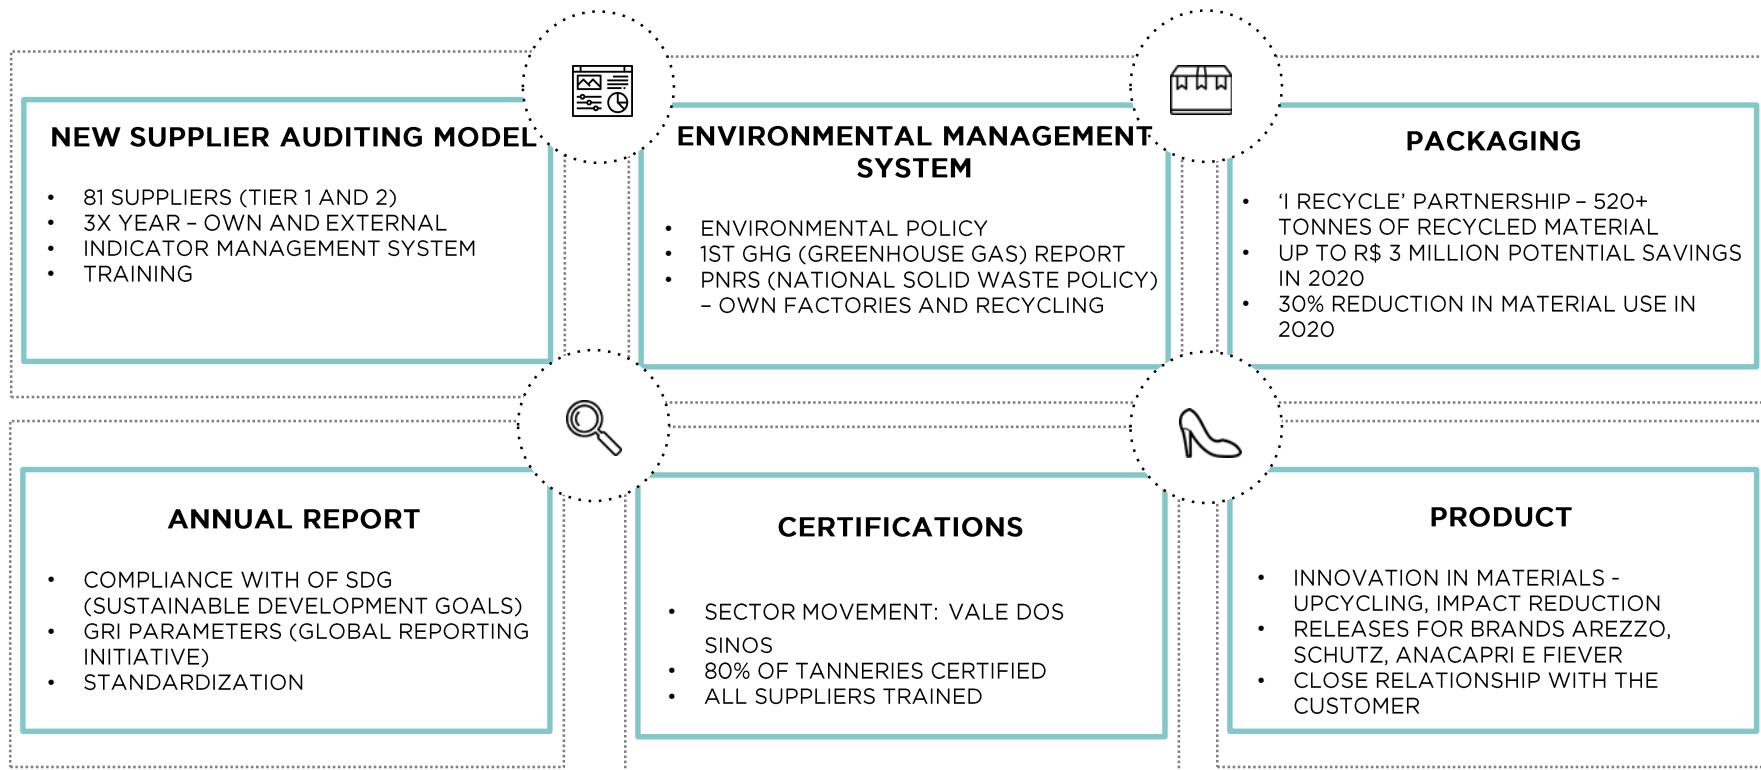 NEW SUPPLIER AUDITING MODEL
• 81 SUPPLIERS (TIER 1 AND 2)
• 3X YEAR – OWN AND EXTERNAL
• INDICATOR MANAGEMENT SYSTEM
• TRAINING
ENVIRONMENTAL MANAGEMENT
SYSTEM
• ENVIRONMENTAL POLICY
• 1ST GHG (GREENHOUSE GAS) REPORT
• PNRS (NATIONAL SOLID WASTE POLICY)
– OWN FACTORIES AND RECYCLING
PACKAGING
• ‘I RECYCLE’ PARTNERSHIP – 520+
TONNES OF RECYCLED MATERIAL
• UP TO R$ 3 MILLION POTENTIAL SAVINGS
IN 2020
• 30% REDUCTION IN MATERIAL USE IN
2020
ANNUAL REPORT
• COMPLIANCE WITH OF SDG
(SUSTAINABLE DEVELOPMENT GOALS)
• GRI PARAMETERS (GLOBAL REPORTING
INITIATIVE)
• STANDARDIZATION
CERTIFICATIONS
• SECTOR MOVEMENT: VALE DOS
SINOS
• 80% OF TANNERIES CERTIFIED
• ALL SUPPLIERS TRAINED
PRODUCT
• INNOVATION IN MATERIALS -
UPCYCLING, IMPACT REDUCTION
• RELEASES FOR BRANDS AREZZO,
SCHUTZ, ANACAPRI E FIEVER
• CLOSE RELATIONSHIP WITH THE
CUSTOMER